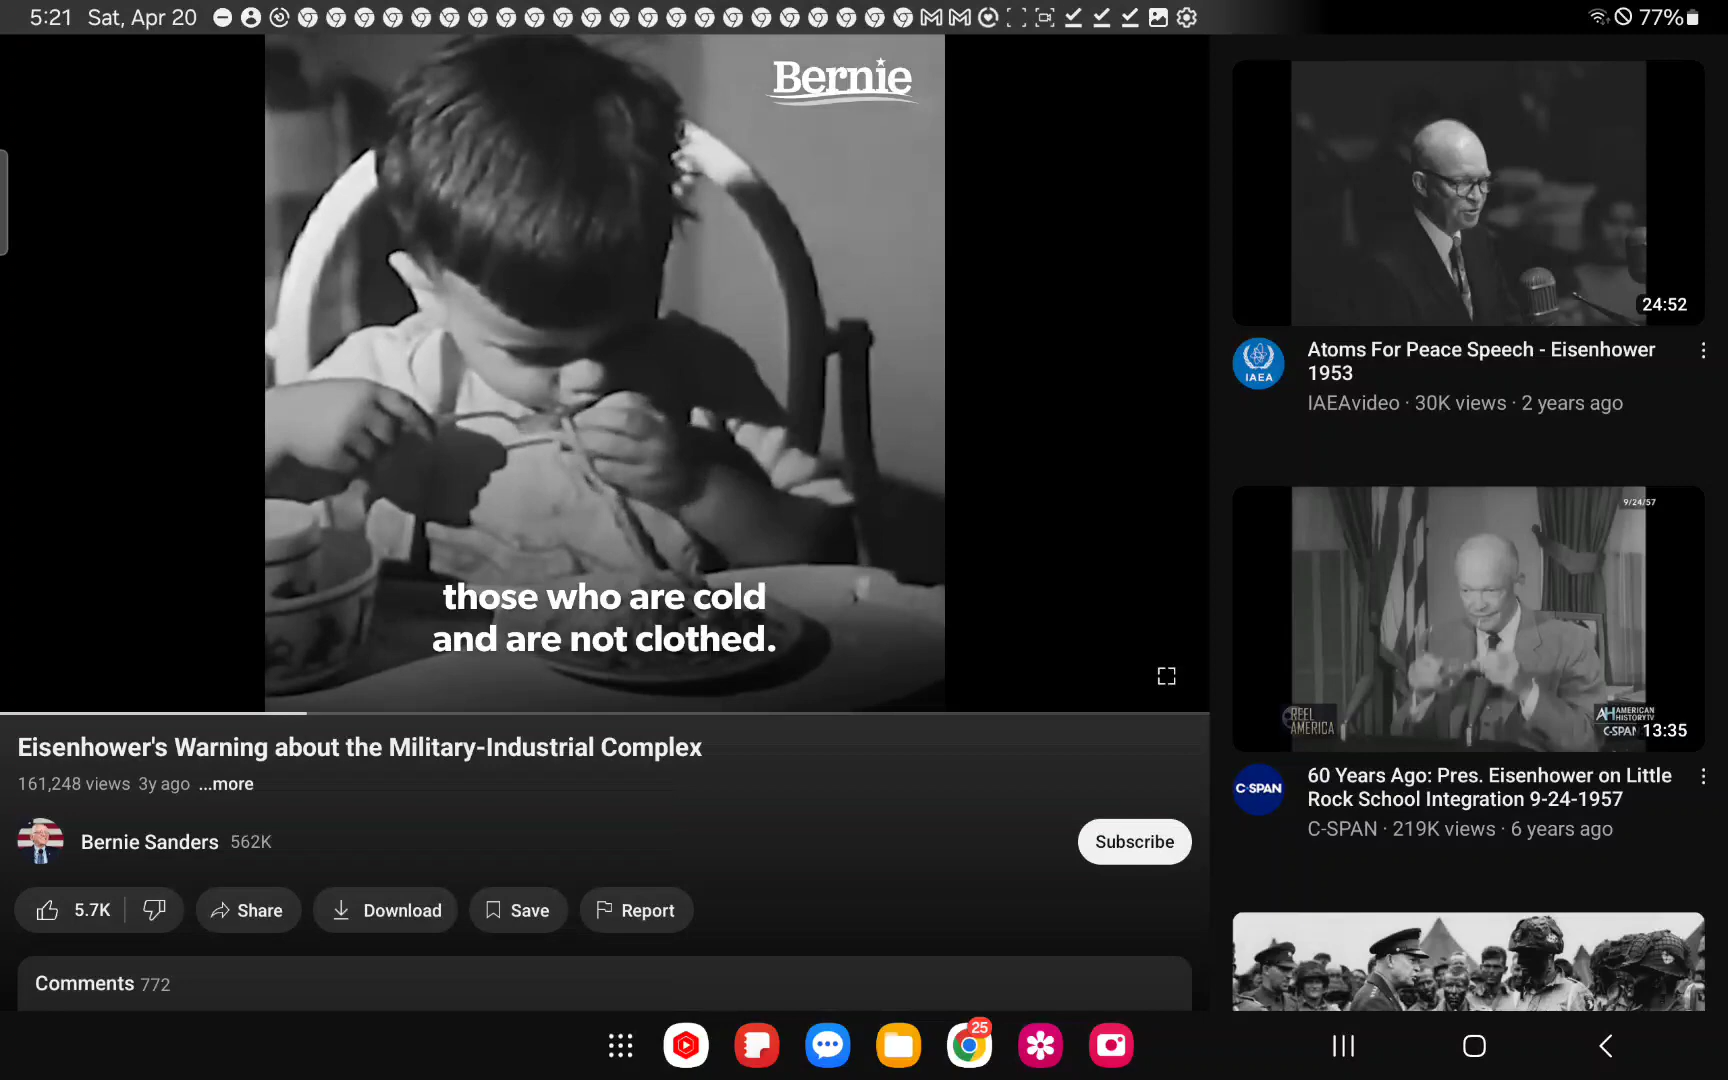 5:21 Sat, Apr 20
77%
Bernie
those who are cold
and are not clothed.
Eisenhower's Warning about the Military-Industrial Complex
161,248 views 3y ago ...more
Bernie Sanders 562K
Subscribe
5.7K
Share
Download
Save
Report
Comments 772
24:52
IAEA
Atoms For Peace Speech - Eisenhower
1953
IAEAvideo · 30K views · 2 years ago
9/24/57
REEL
AMERICA
AH AMERICAN
HISTORY TV
C-SPAN
13:35
C-SPAN
60 Years Ago: Pres. Eisenhower on Little
Rock School Integration 9-24-1957
C-SPAN · 219K views · 6 years ago
25